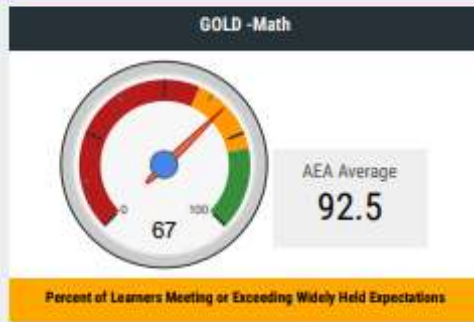 GOLD -Math
0
100
67
AEA Average
92.5
Percent of Learners Meeting or Exceeding Widely Held Expectations